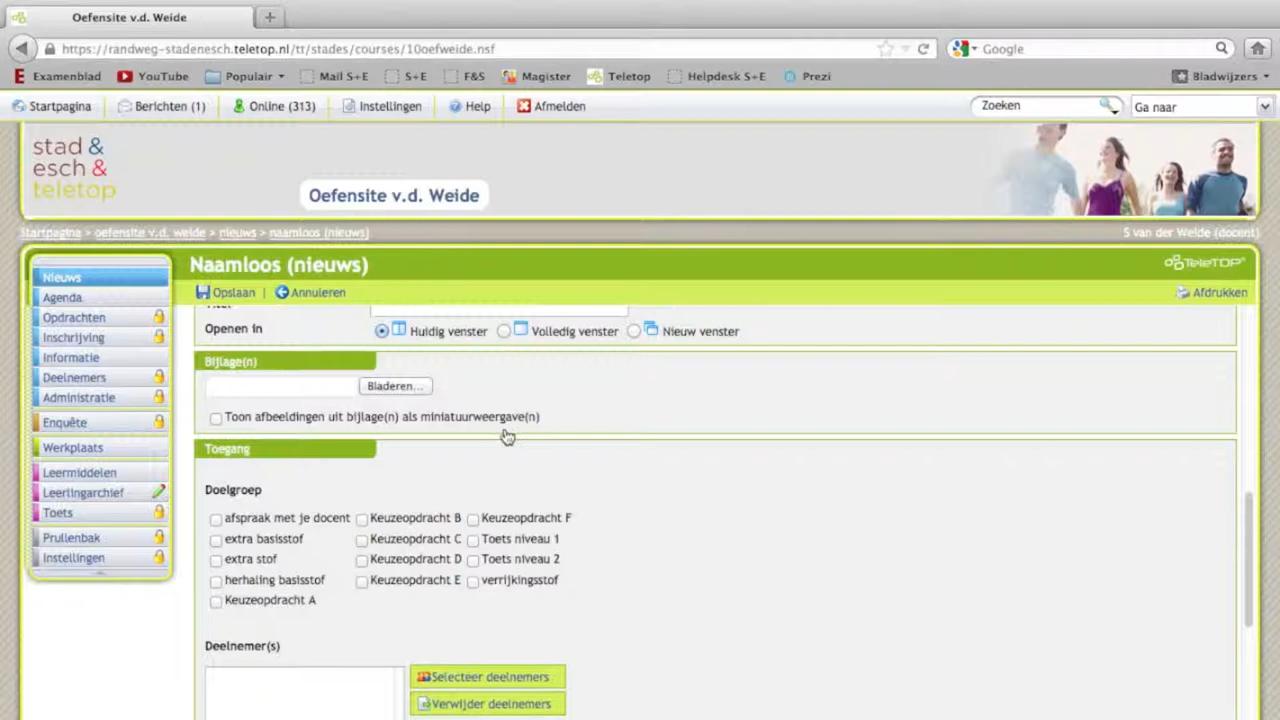 Oefensite v.d. Weide
https://randweg-stadenesch.teletop.nl/tr/stades/courses/10oefweide.nsf
Google
Examenblad YouTube Populair Mail S+E S+E F&S Magister Teletop Helpdesk S+E Prezi Bladwijzers
Startpagina Berichten (1) Online (313) Instellingen Help Afmelden Zoeken Ga naar
stad &
esch &
teletop
Oefensite v.d. Weide
Startpagina > oefensite v.d. weide > nieuws > naamloos (nieuws) S van der Weide (docent)
Naamloos (nieuws) TeleTOP
Opslaan | Annuleren Afdrukken
Nieuws
Agenda
Opdrachten
Inschrijving
Informatie
Deelnemers
Administratie
Enquête
Werkplaats
Leermiddelen
Leerlingarchief
Toets
Prullenbak
Instellingen
Openen in Huidig venster Volledig venster Nieuw venster
Bijlage(n)
Bladeren...
Toon afbeeldingen uit bijlage(n) als miniatuurweergave(n)
Toegang
Doelgroep
afspraak met je docent Keuzeopdracht B Keuzeopdracht F
extra basisstof Keuzeopdracht C Toets niveau 1
extra stof Keuzeopdracht D Toets niveau 2
herhaling basisstof Keuzeopdracht E verrijkingsstof
Keuzeopdracht A
Deelnemer(s)
Selecteer deelnemers
Verwijder deelnemers